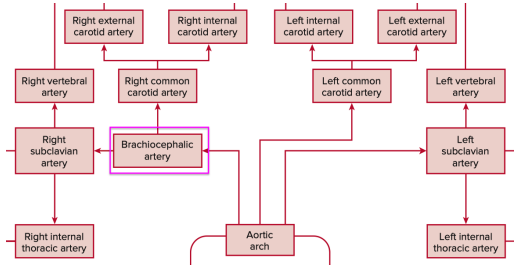 Right external
carotid artery
Right internal
carotid artery
Left internal
carotid artery
Left external
carotid artery
Right vertebral
artery
Right common
carotid artery
Left common
carotid artery
Left vertebral
artery
Right
subclavian
artery
Brachiocephalic
artery
Left
subclavian
artery
Right internal
thoracic artery
Aortic
arch
Left internal
thoracic artery